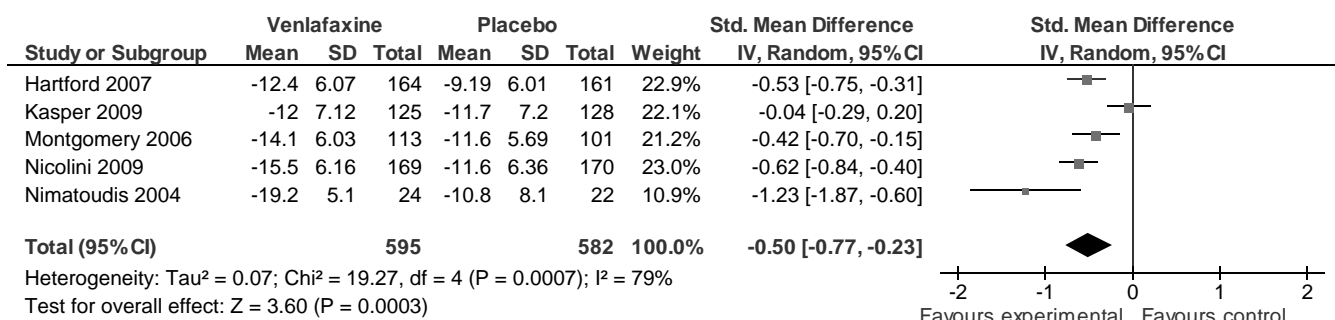 Venlafaxine Placebo Std. Mean Difference Std. Mean Difference
Study or Subgroup Mean SD Total Mean SD Total Weight IV, Random, 95% CI IV, Random, 95% CI
Hartford 2007 -12.4 6.07 164 -9.19 6.01 161 22.9% -0.53 [-0.75, -0.31]
Kasper 2009 -12 7.12 125 -11.7 7.2 128 22.1% -0.04 [-0.29, 0.20]
Montgomery 2006 -14.1 6.03 113 -11.6 5.69 101 21.2% -0.42 [-0.70, -0.15]
Nicolini 2009 -15.5 6.16 169 -11.6 6.36 170 23.0% -0.62 [-0.84, -0.40]
Nimatoudis 2004 -19.2 5.1 24 -10.8 8.1 22 10.9% -1.23 [-1.87, -0.60]
Total (95% CI) 595 582 100.0% -0.50 [-0.77, -0.23]
Heterogeneity: Tau² = 0.07; Chi² = 19.27, df = 4 (P = 0.0007); I² = 79%
Test for overall effect: Z = 3.60 (P = 0.0003)
-2 -1 0 1 2
Favours experimental Favours control